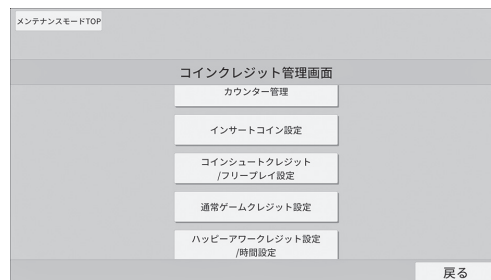 メンテナンスモードTOP
コインクレジット管理画面
カウンター管理
インサートコイン設定
コインシュートクレジット
/フリープレイ設定
通常ゲームクレジット設定
ハッピーアワークレジット設定
/時間設定
戻る